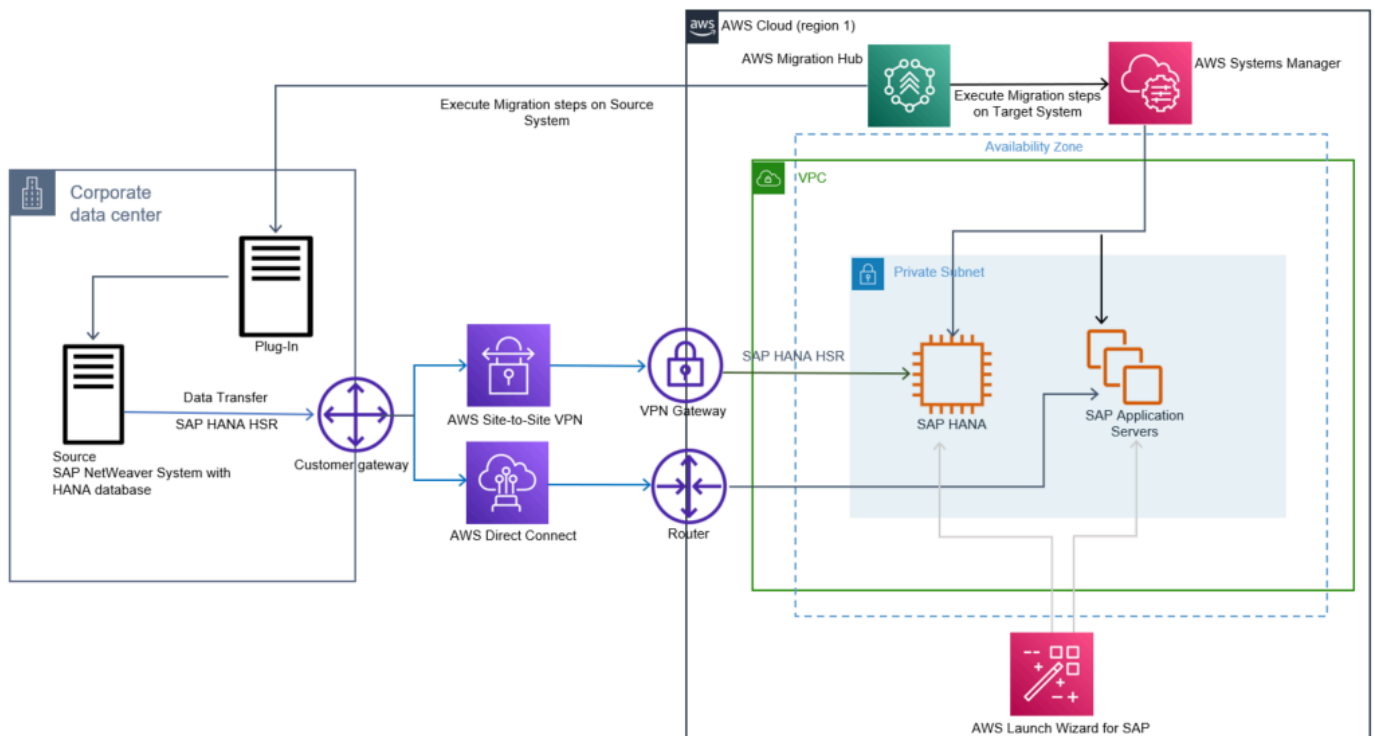 aws
AWS Cloud (region 1)
AWS Migration Hub
AWS Systems Manager
Execute Migration steps on Source
System
Execute Migration steps
on Target System
Availability Zone
VPC
Corporate
data center
Private Subnet
Plug-In
Data Transfer
SAP HANA HSR
Source
SAP NetWeaver System with
HANA database
Customer gateway
AWS Site-to-Site VPN
VPN Gateway
SAP HANA HSR
SAP HANA
SAP Application
Servers
AWS Direct Connect
Router
AWS Launch Wizard for SAP